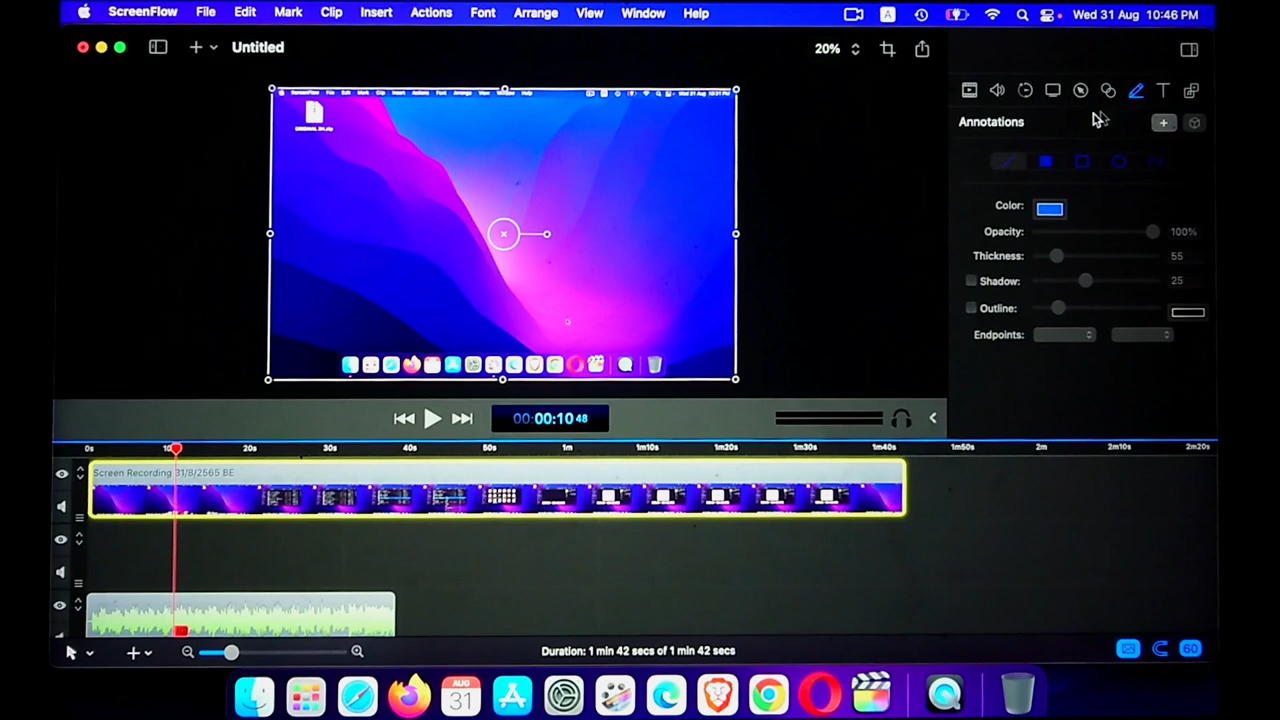 ScreenFlow File Edit Mark Clip Insert Actions Font Arrange View Window Help A Wed 31 Aug 10:46 PM
Untitled
20%
Annotations
Color:
Opacity: 100%
Thickness: 55
Shadow: 25
Outline:
Endpoints:
00:00:10 48
0s 20s 30s 40s 50s 1m 1m10s 1m20s 1m30s 1m40s 1m50s 2m 2m10s 2m20s
Screen Recording 31/8/2565 BE
Duration: 1 min 42 secs of 1 min 42 secs
60
AUG
31